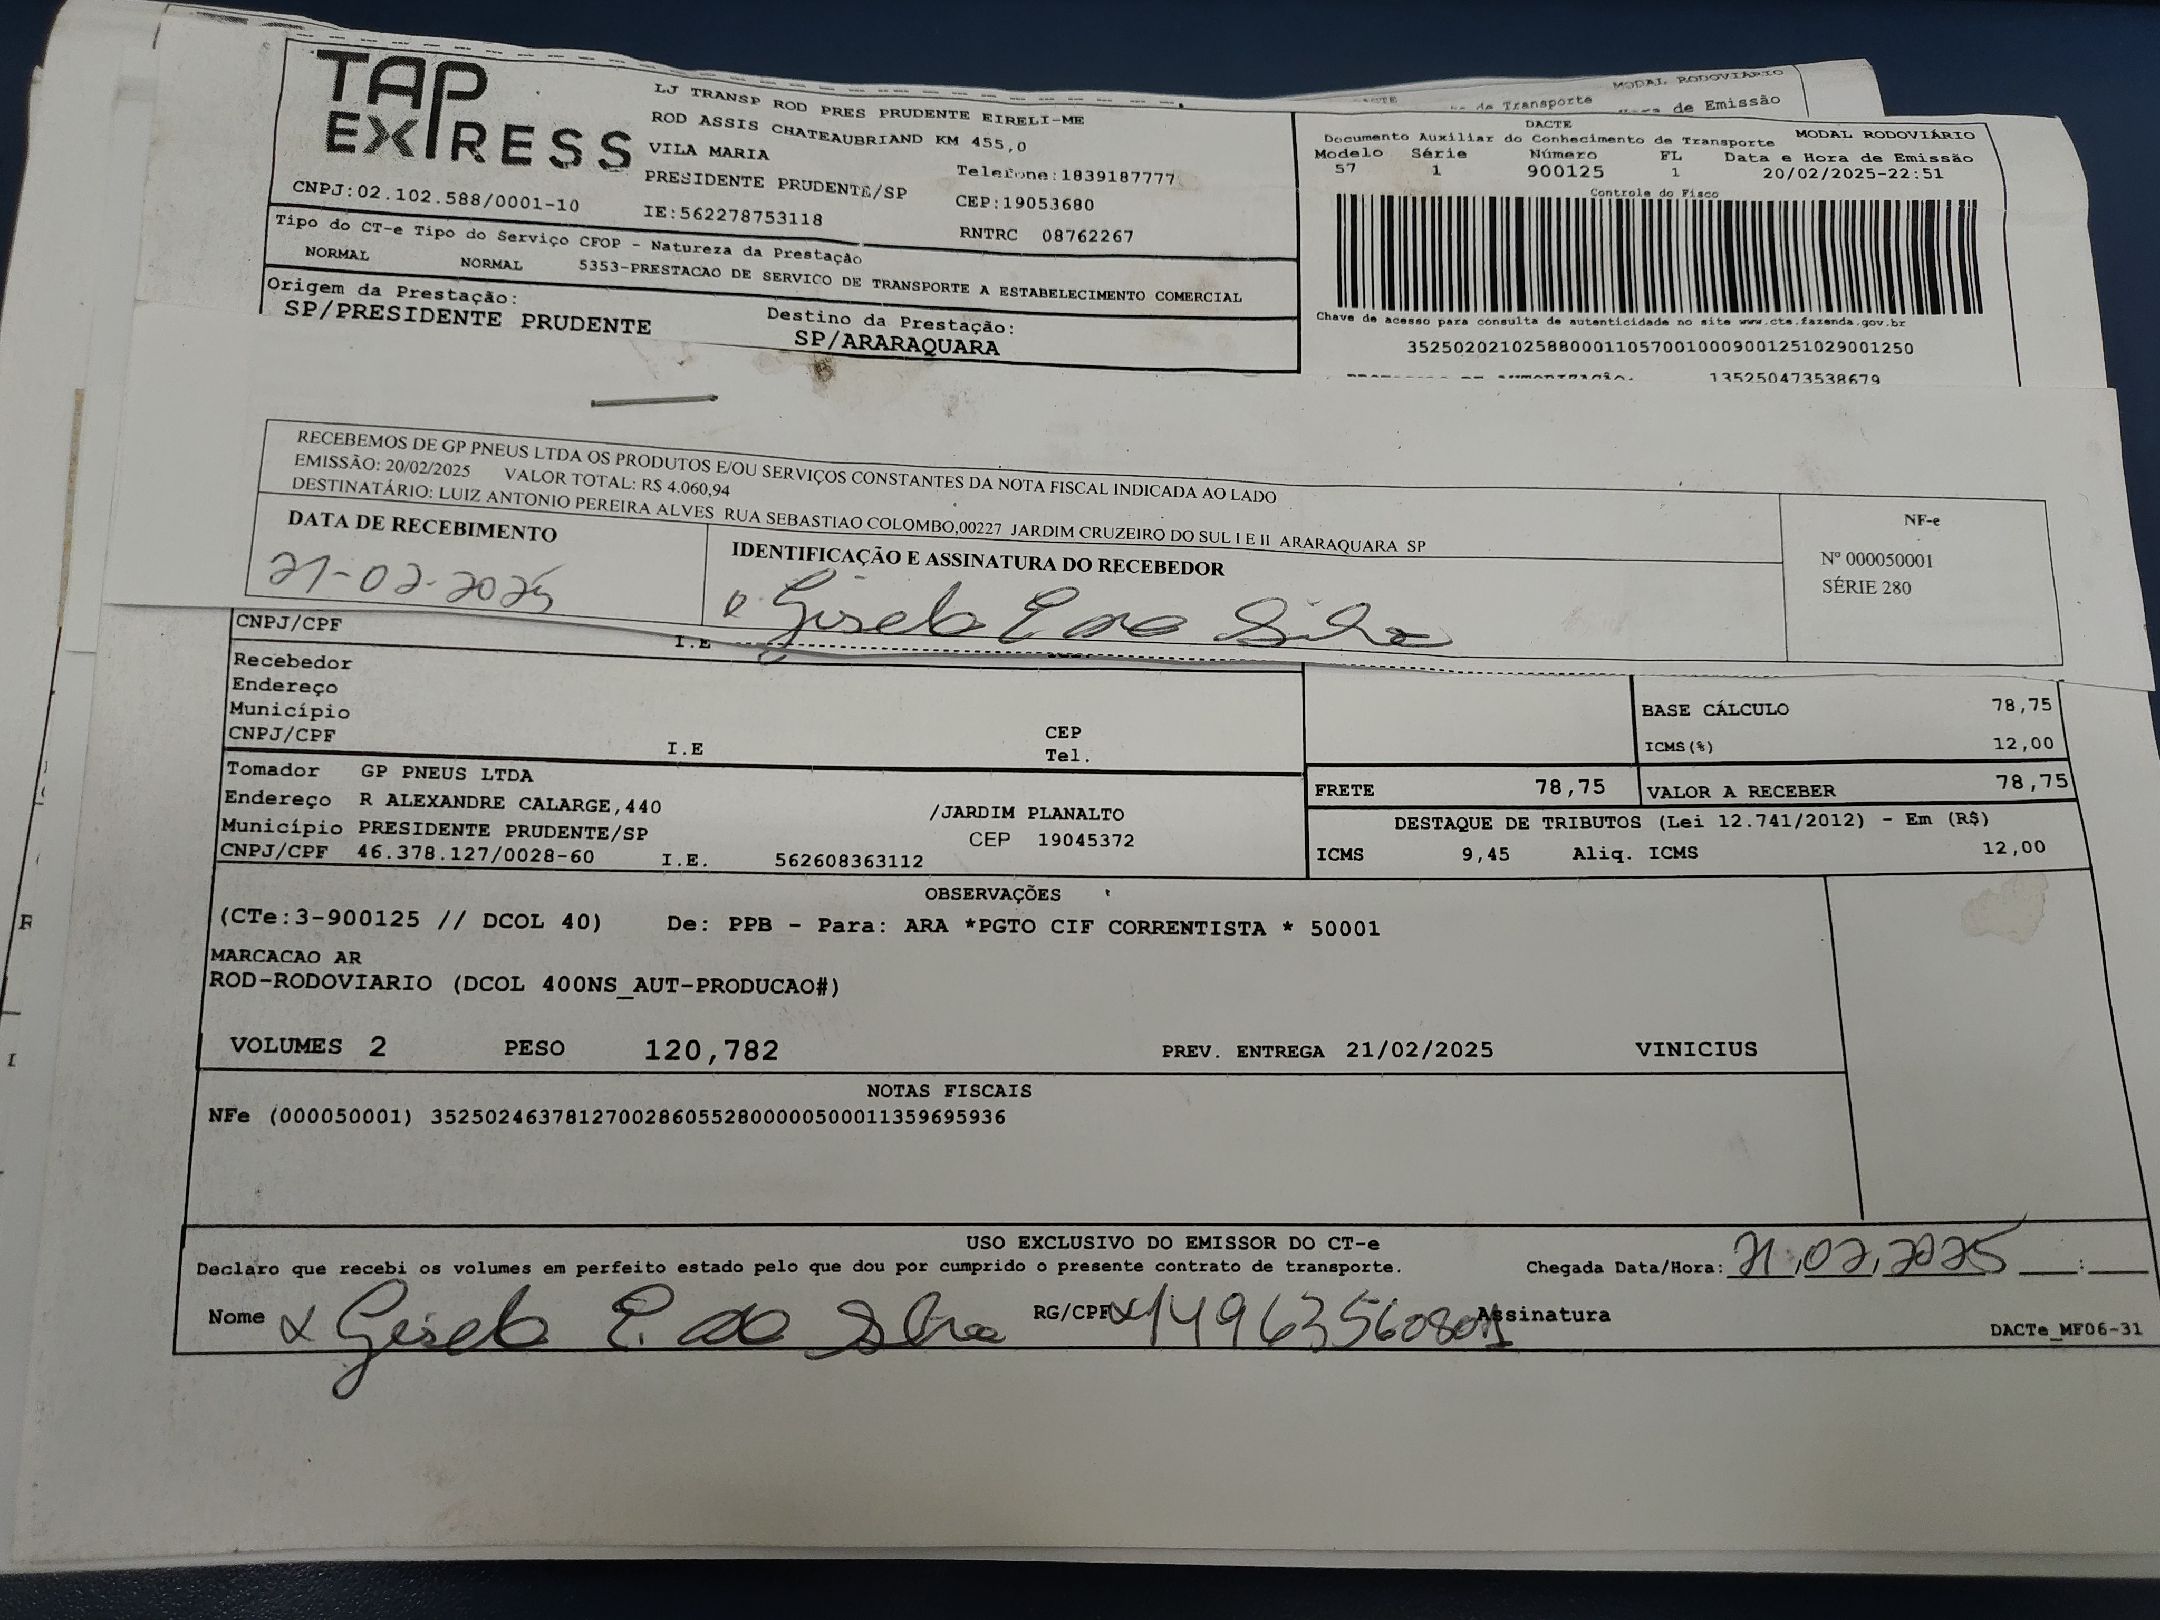 TAP
EXPRESS
CNPJ:02.102.588/0001-10
LJ TRANSP ROD PRES PRUDENTE EIRELI-ME
ROD ASSIS CHATEAUBRIAND KM 455,0
VILA MARIA
Telefone:1839187777
PRESIDENTE PRUDENTE/SP
CEP:19053680
IE:562278753118
RNTRC 08762267
MODAL RODOVIÁRIO
de Transporte
de Emissão
DACTE
Documento Auxiliar do Conhecimento de Transporte MODAL RODOVIÁRIO
Modelo Série Número FL Data e Hora de Emissão
57 1 900125 1 20/02/2025-22:51
Controle do Fisco
Chave de acesso para consulta de autenticidade no site www.cte.fazenda.gov.br
35250202102588000110570010009001251029001250
135250473538679
Tipo do CT-e Tipo do Serviço CFOP - Natureza da Prestação
NORMAL NORMAL 5353-PRESTACAO DE SERVICO DE TRANSPORTE A ESTABELECIMENTO COMERCIAL
Origem da Prestação: Destino da Prestação:
SP/PRESIDENTE PRUDENTE SP/ARARAQUARA
RECEBEMOS DE GP PNEUS LTDA OS PRODUTOS E/OU SERVIÇOS CONSTANTES DA NOTA FISCAL INDICADA AO LADO
EMISSÃO: 20/02/2025 VALOR TOTAL: R$ 4.060,94
DESTINATÁRIO: LUIZ ANTONIO PEREIRA ALVES RUA SEBASTIAO COLOMBO,00227 JARDIM CRUZEIRO DO SUL I E II ARARAQUARA SP
DATA DE RECEBIMENTO IDENTIFICAÇÃO E ASSINATURA DO RECEBEDOR
21-02-2025 Gisela E da Silva
NF-e
Nº 000050001
SÉRIE 280
CNPJ/CPF I.E
Recebedor
Endereço
Município CEP
CNPJ/CPF I.E Tel.
BASE CÁLCULO 78,75
ICMS(%) 12,00
Tomador GP PNEUS LTDA
Endereço R ALEXANDRE CALARGE,440 /JARDIM PLANALTO
Município PRESIDENTE PRUDENTE/SP CEP 19045372
CNPJ/CPF 46.378.127/0028-60 I.E. 562608363112
FRETE 78,75 VALOR A RECEBER 78,75
DESTAQUE DE TRIBUTOS (Lei 12.741/2012) - Em (R$)
ICMS 9,45 Aliq. ICMS 12,00
OBSERVAÇÕES
(CTe:3-900125 // DCOL 40) De: PPB - Para: ARA *PGTO CIF CORRENTISTA * 50001
MARCACAO AR
ROD-RODOVIARIO (DCOL 400NS_AUT-PRODUCAO#)
VOLUMES 2 PESO 120,782 PREV. ENTREGA 21/02/2025 VINICIUS
NOTAS FISCAIS
NFe (000050001) 35250246378127002860552800000500011359695936
USO EXCLUSIVO DO EMISSOR DO CT-e
Declaro que recebi os volumes em perfeito estado pelo que dou por cumprido o presente contrato de transporte. Chegada Data/Hora: 21,02,2025 :
Nome x Gisela E. da Silva RG/CPF x 14963560801 Assinatura
DACTe_MF06-31